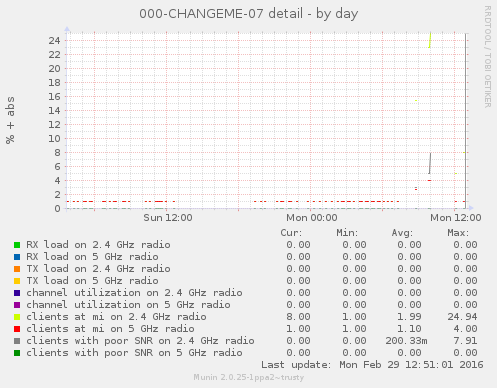 000-CHANGEME-07 detail - by day
RRDTOOL / TOBI OETIKER
% + abs
24
22
20
18
16
14
12
10
8
6
4
2
0
Sun 12:00 Mon 00:00 Mon 12:00
Cur: Min: Avg: Max:
RX load on 2.4 GHz radio 0.00 0.00 0.00 0.00
RX load on 5 GHz radio 0.00 0.00 0.00 0.00
TX load on 2.4 GHz radio 0.00 0.00 0.00 0.00
TX load on 5 GHz radio 0.00 0.00 0.00 0.00
channel utilization on 2.4 GHz radio 0.00 0.00 0.00 0.00
channel utilization on 5 GHz radio 0.00 0.00 0.00 0.00
clients at mi on 2.4 GHz radio 8.00 1.00 1.99 24.94
clients at mi on 5 GHz radio 1.00 1.00 1.10 4.00
clients with poor SNR on 2.4 GHz radio 0.00 0.00 200.33m 7.91
clients with poor SNR on 5 GHz radio 0.00 0.00 0.00 0.00
Last update: Mon Feb 29 12:51:01 2016
Munin 2.0.25-1ppa2~trusty